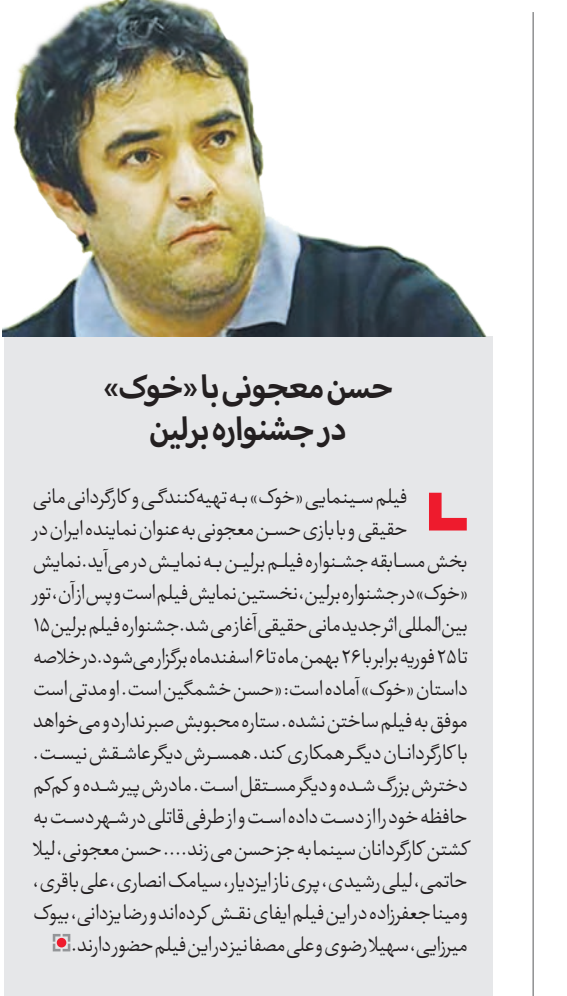 حسن معجونی با «خوک»
در جشنواره برلین
فیلم سینمایی «خوک» به تهیه‌کنندگی و کارگردانی مانی
حقیقی و با بازی حسن معجونی به عنوان نماینده ایران در
بخش مسابقه جشنواره فیلم برلین به نمایش در می‌آید. نمایش
«خوک» در جشنواره برلین، نخستین نمایش فیلم است و پس از آن، تور
بین‌المللی اثر جدید مانی حقیقی آغاز می شد. جشنواره فیلم برلین ۱۵
تا ۲۵ فوریه برابر با ۲۶ بهمن ماه تا ۶ اسفندماه برگزار می‌شود. در خلاصه
داستان «خوک» آماده است: «حسن خشمگین است. او مدتی است
موفق به فیلم ساختن نشده. ستاره محبوبش صبر ندارد و می خواهد
با کارگردانان دیگر همکاری کند. همسرش دیگر عاشقش نیست.
دخترش بزرگ شده و دیگر مستقل است. مادرش پیر شده و کم‌کم
حافظه خود را از دست داده است و از طرفی قاتلی در شهر دست به
کشتن کارگردانان سینما به جز حسن می زند.... حسن معجونی، لیلا
حاتمی، لیلی رشیدی، پری ناز ایزدیار، سیامک انصاری، علی باقری،
و مینا جعفرزاده در این فیلم ایفای نقش کرده‌اند و رضا یزدانی، بیوک
میرزایی، سهیلا رضوی و علی مصفا نیز در این فیلم حضور دارند.